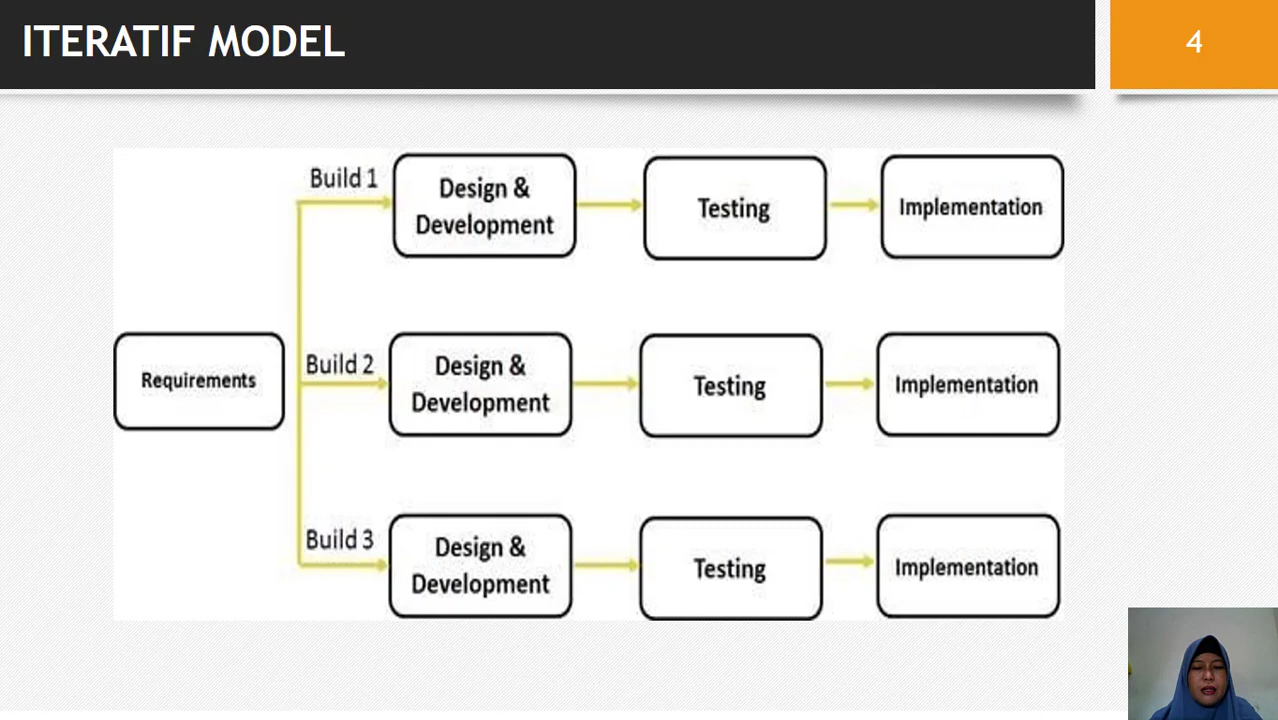 ITERATIF MODEL
4
Build 1
Design &
Development
Testing
Implementation
Requirements
Build 2
Design &
Development
Testing
Implementation
Build 3
Design &
Development
Testing
Implementation